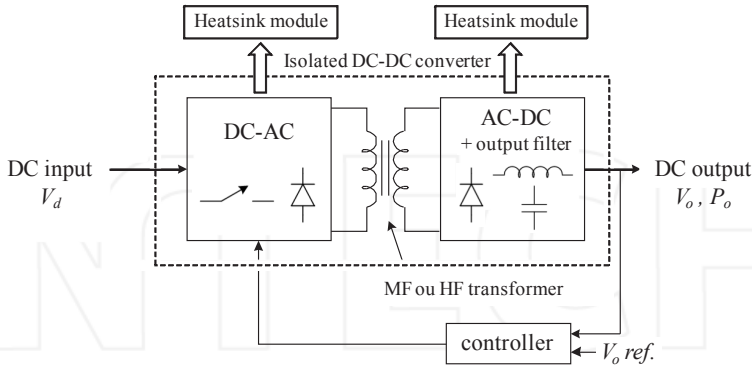 Heatsink module
Heatsink module
Isolated DC-DC converter
DC-AC
AC-DC
+ output filter
DC input
V_d
DC output
V_o , P_o
MF ou HF transformer
controller
V_o ref.
INTECH